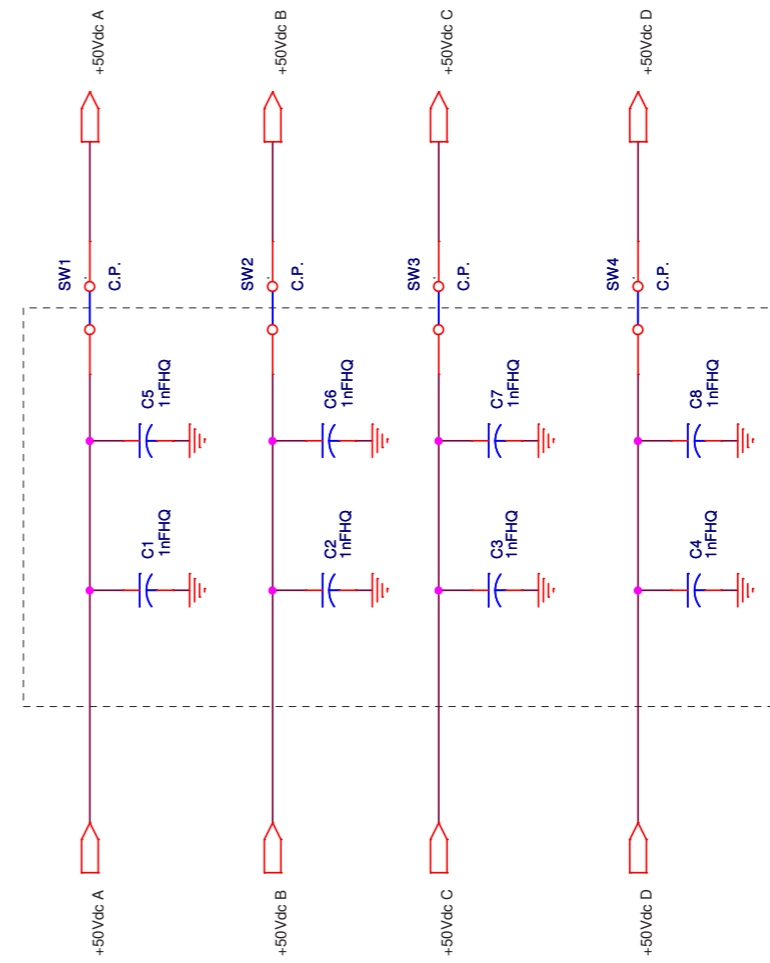 +50Vdc A
+50Vdc B
+50Vdc C
+50Vdc D
SW1
C.P.
SW2
C.P.
SW3
C.P.
SW4
C.P.
C5
1nFHQ
C6
1nFHQ
C7
1nFHQ
C8
1nFHQ
C1
1nFHQ
C2
1nFHQ
C3
1nFHQ
C4
1nFHQ
+50Vdc A
+50Vdc B
+50Vdc C
+50Vdc D